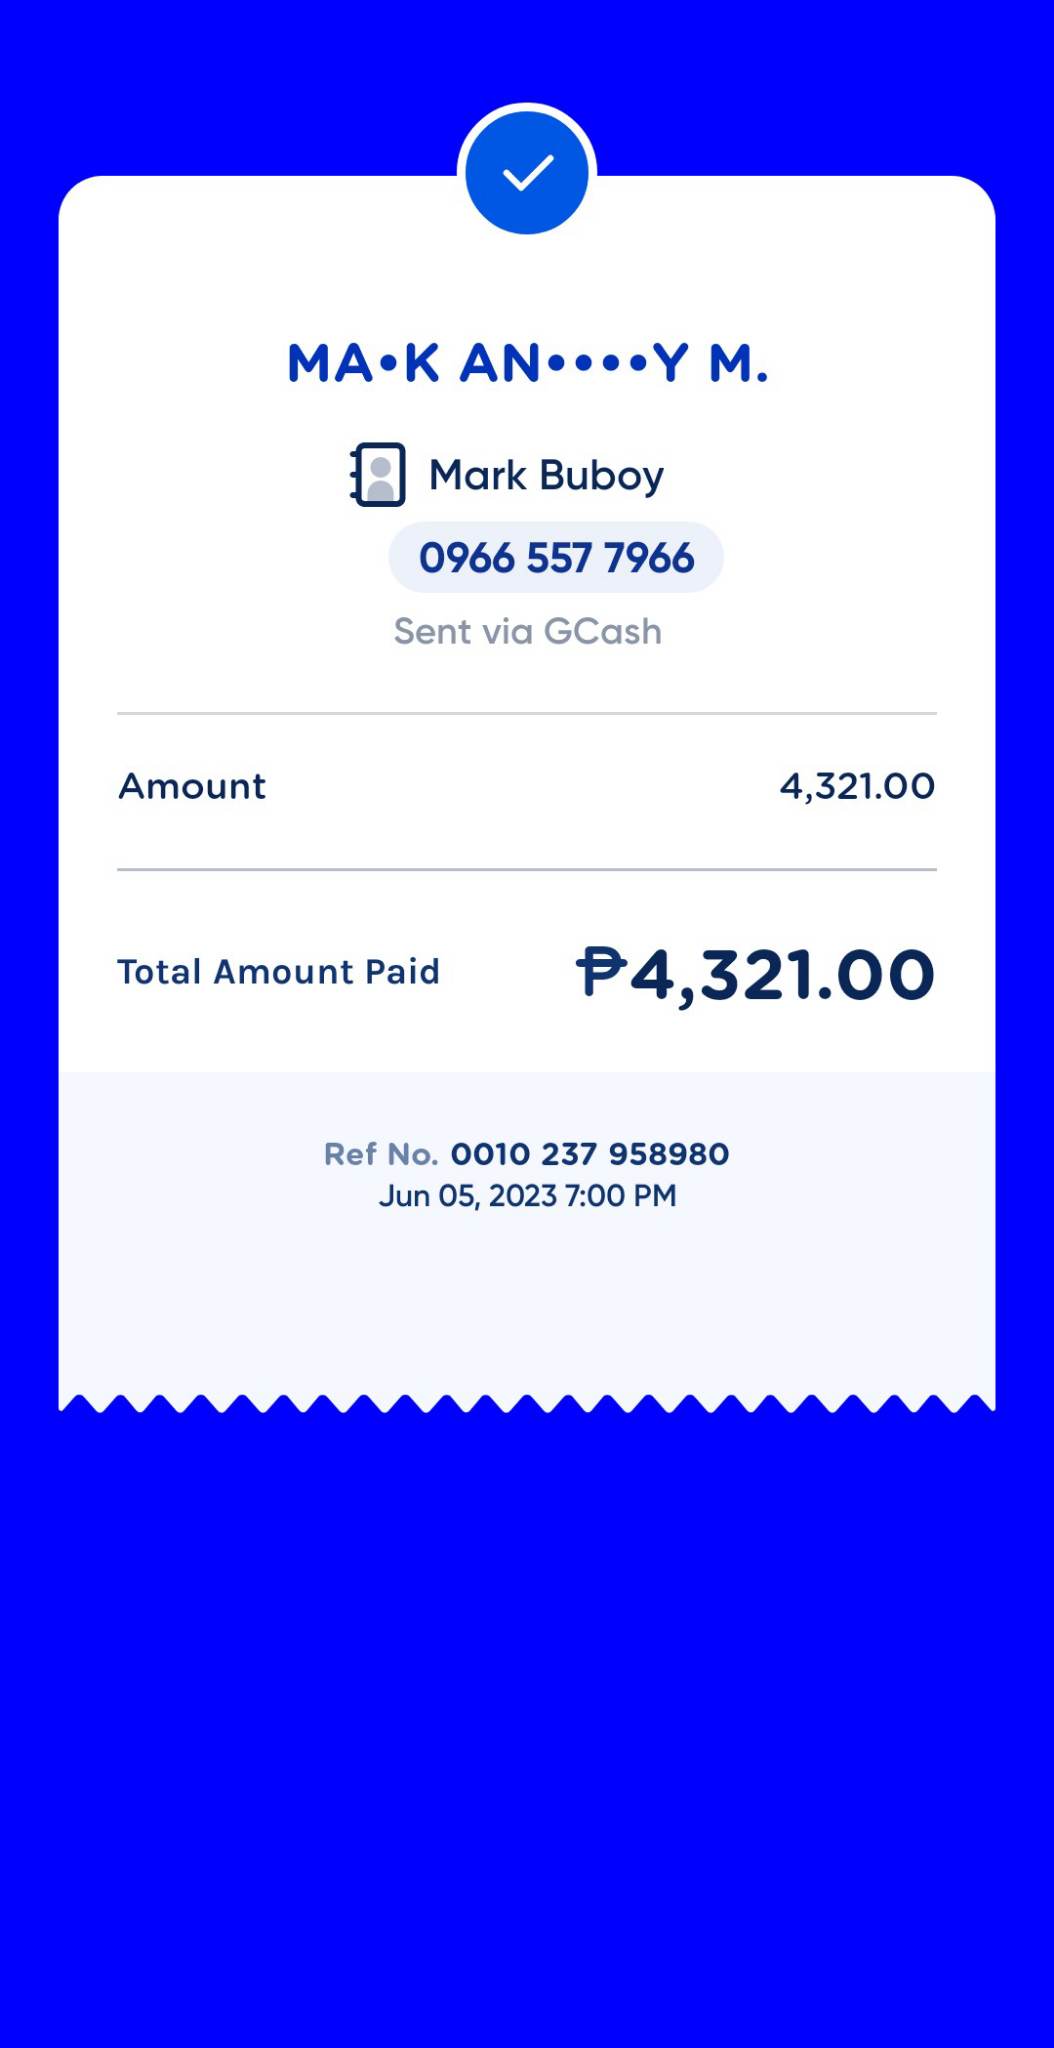 MA•K AN••••Y M.
Mark Buboy
0966 557 7966
Sent via GCash
Amount 4,321.00
Total Amount Paid ₱4,321.00
Ref No. 0010 237 958980
Jun 05, 2023 7:00 PM